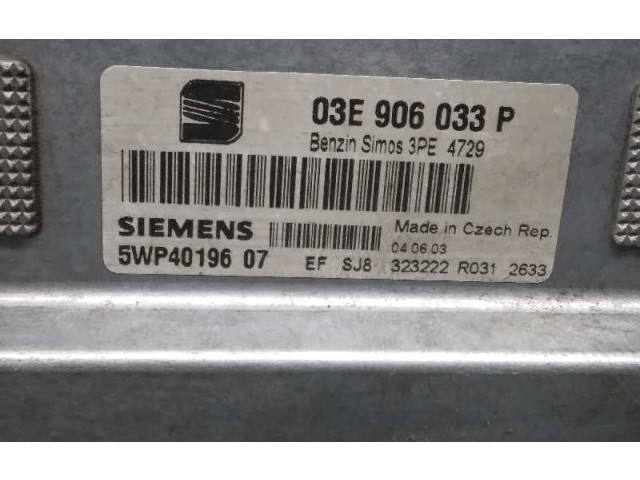 03E 906 033 P
Benzin Simos 3PE 4729
SIEMENS
Made in Czech Rep.
04.06.03
5WP40196 07 EF SJ8 323222 R031 2633